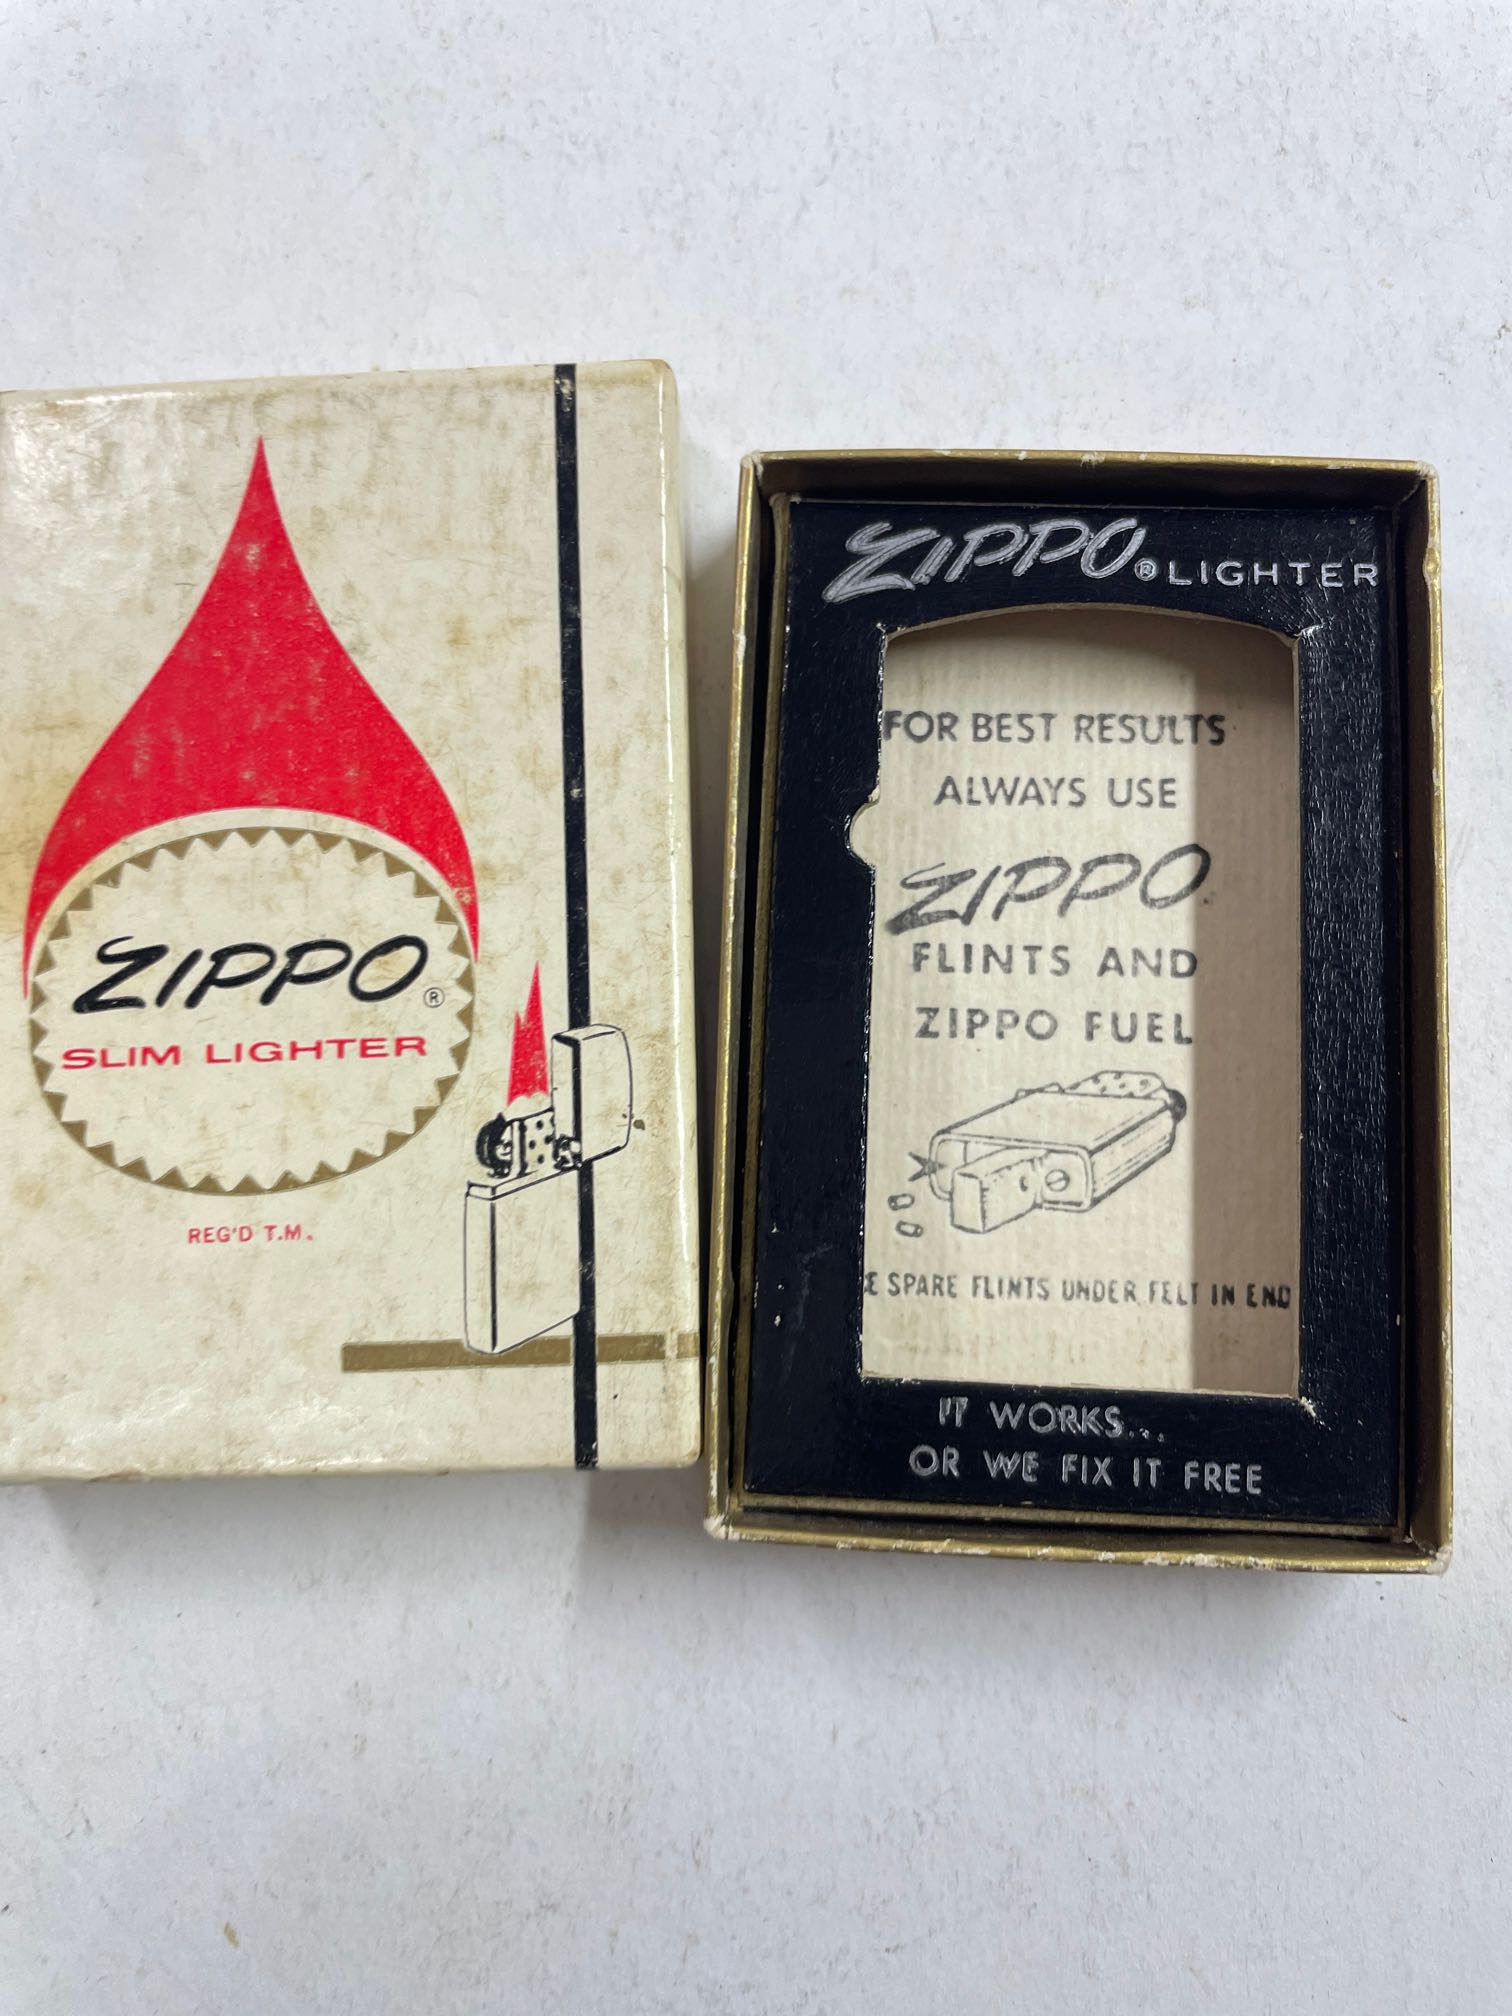 ZIPPO®
SLIM LIGHTER
REG'D T.M.
ZIPPO® LIGHTER
FOR BEST RESULTS
ALWAYS USE
ZIPPO
FLINTS AND
ZIPPO FUEL
SPARE FLINTS UNDER FELT IN END
IT WORKS...
OR WE FIX IT FREE